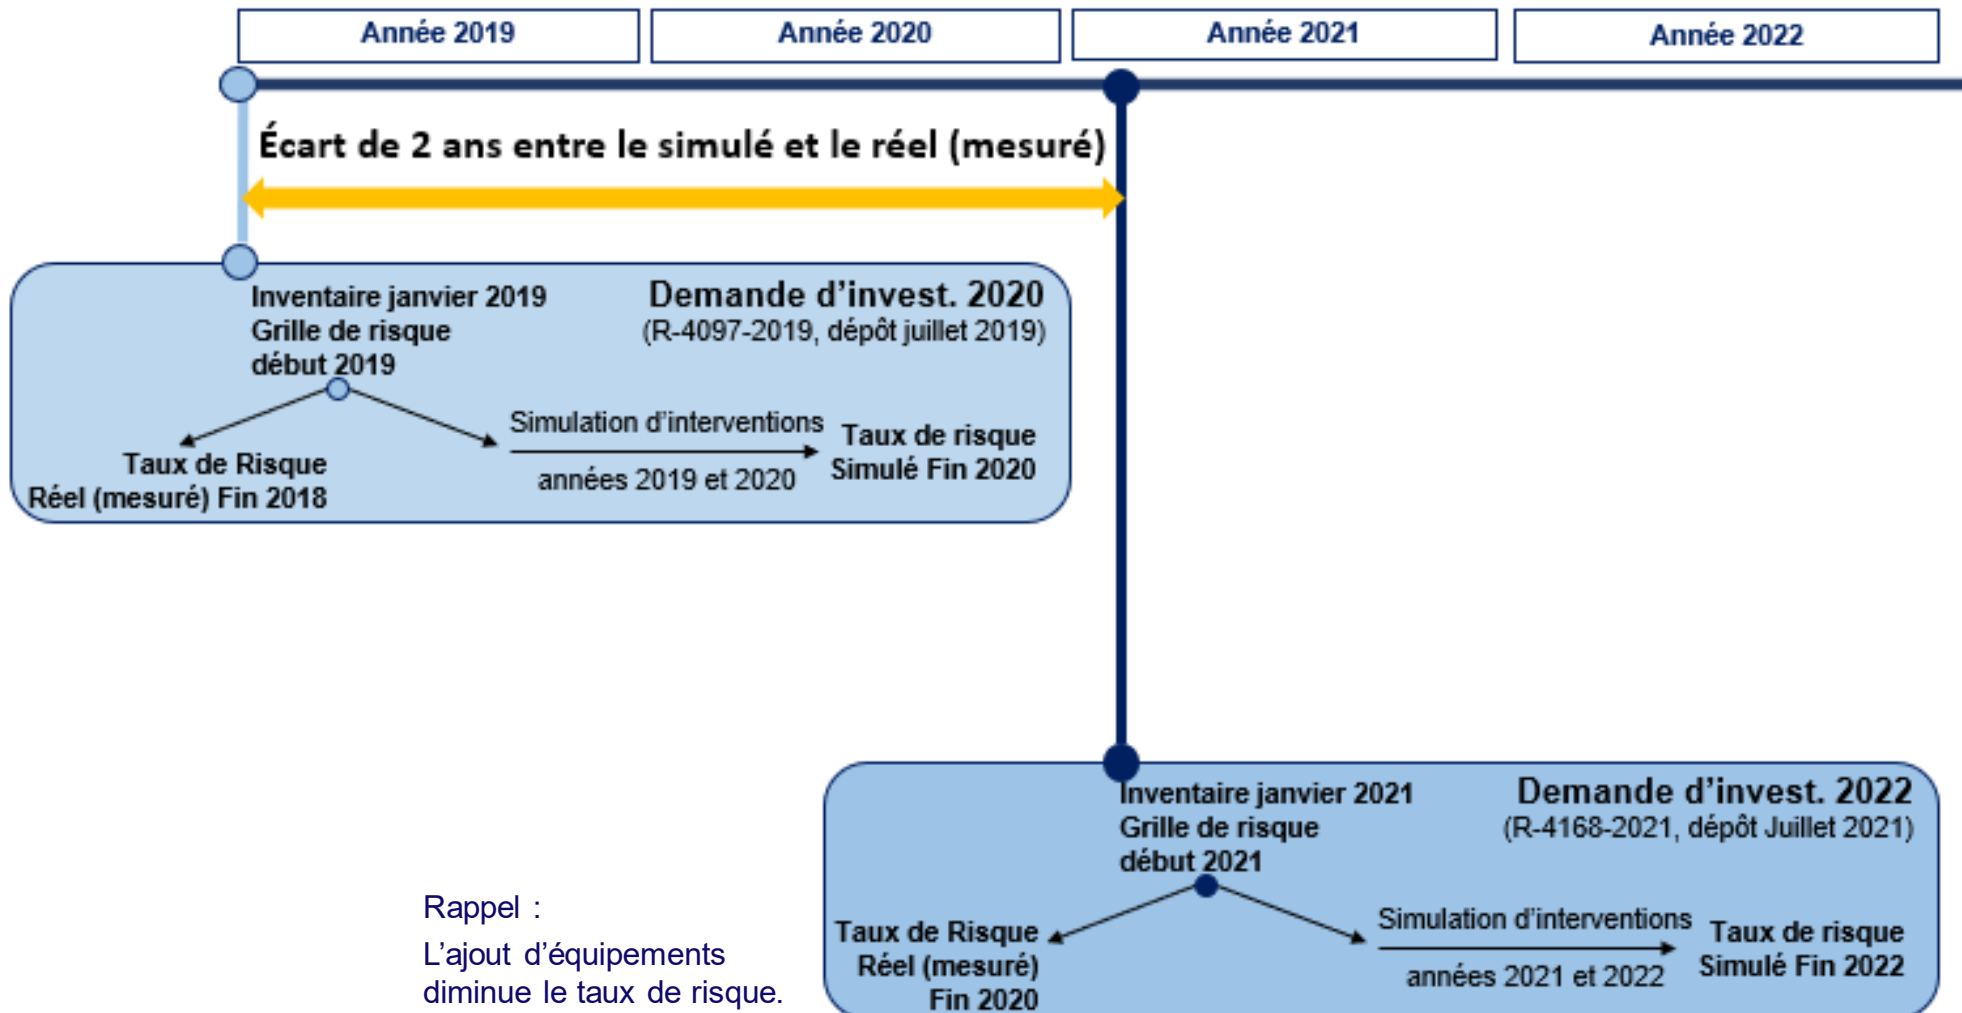 Année 2019
Année 2020
Année 2021
Année 2022
Écart de 2 ans entre le simulé et le réel (mesuré)
Inventaire janvier 2019
Grille de risque
début 2019
Demande d'invest. 2020
(R-4097-2019, dépôt juillet 2019)
Simulation d'interventions
années 2019 et 2020
Taux de Risque
Réel (mesuré) Fin 2018
Taux de risque
Simulé Fin 2020
Inventaire janvier 2021
Grille de risque
début 2021
Demande d'invest. 2022
(R-4168-2021, dépôt Juillet 2021)
Taux de Risque
Réel (mesuré)
Fin 2020
Simulation d'interventions
années 2021 et 2022
Taux de risque
Simulé Fin 2022
Rappel :
L'ajout d'équipements
diminue le taux de risque.